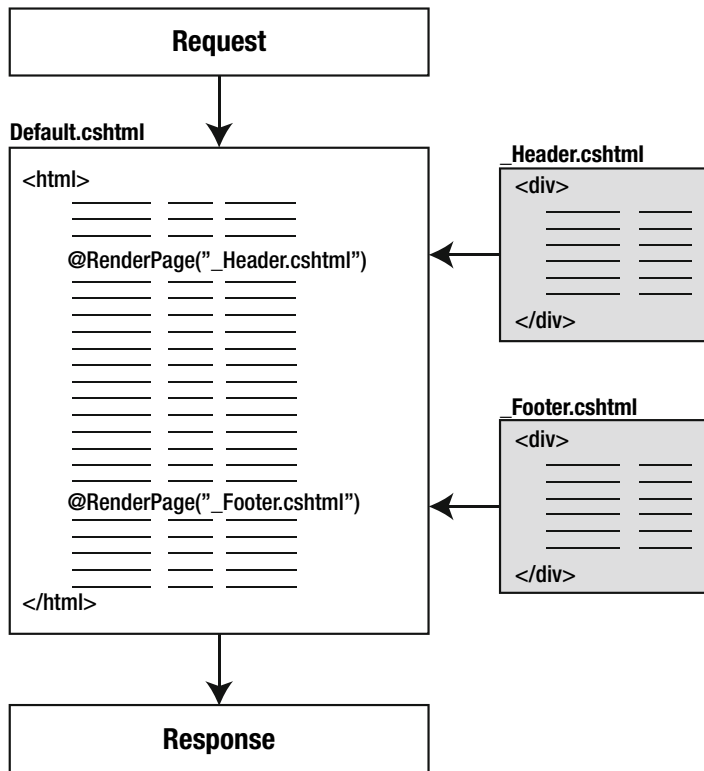 Request
Default.cshtml
<html>
@RenderPage(”_Header.cshtml”)
@RenderPage(”_Footer.cshtml”)
</html>
_Header.cshtml
<div>
</div>
_Footer.cshtml
<div>
</div>
Response